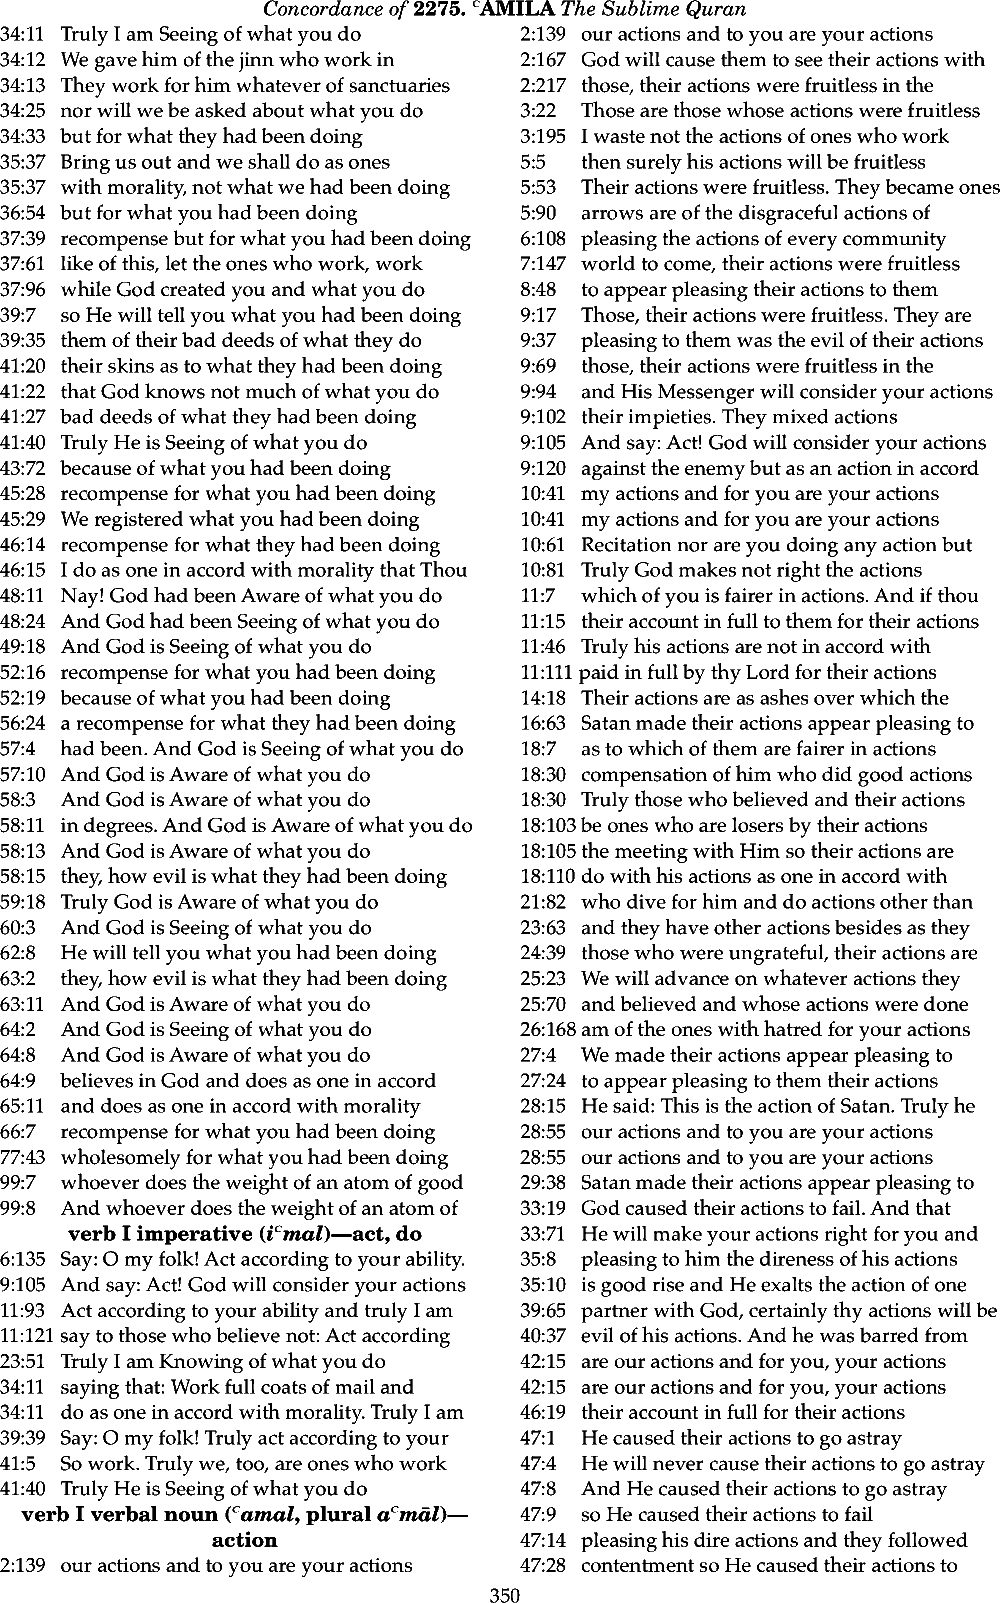 Concordance of 2275. ᶜAMILA The Sublime Quran
34:11 Truly I am Seeing of what you do
34:12 We gave him of the jinn who work in
34:13 They work for him whatever of sanctuaries
34:25 nor will we be asked about what you do
34:33 but for what they had been doing
35:37 Bring us out and we shall do as ones
35:37 with morality, not what we had been doing
36:54 but for what you had been doing
37:39 recompense but for what you had been doing
37:61 like of this, let the ones who work, work
37:96 while God created you and what you do
39:7 so He will tell you what you had been doing
39:35 them of their bad deeds of what they do
41:20 their skins as to what they had been doing
41:22 that God knows not much of what you do
41:27 bad deeds of what they had been doing
41:40 Truly He is Seeing of what you do
43:72 because of what you had been doing
45:28 recompense for what you had been doing
45:29 We registered what you had been doing
46:14 recompense for what they had been doing
46:15 I do as one in accord with morality that Thou
48:11 Nay! God had been Aware of what you do
48:24 And God had been Seeing of what you do
49:18 And God is Seeing of what you do
52:16 recompense for what you had been doing
52:19 because of what you had been doing
56:24 a recompense for what they had been doing
57:4 had been. And God is Seeing of what you do
57:10 And God is Aware of what you do
58:3 And God is Aware of what you do
58:11 in degrees. And God is Aware of what you do
58:13 And God is Aware of what you do
58:15 they, how evil is what they had been doing
59:18 Truly God is Aware of what you do
60:3 And God is Seeing of what you do
62:8 He will tell you what you had been doing
63:2 they, how evil is what they had been doing
63:11 And God is Aware of what you do
64:2 And God is Seeing of what you do
64:8 And God is Aware of what you do
64:9 believes in God and does as one in accord
65:11 and does as one in accord with morality
66:7 recompense for what you had been doing
77:43 wholesomely for what you had been doing
99:7 whoever does the weight of an atom of good
99:8 And whoever does the weight of an atom of
verb I imperative (iᶜmal)—act, do
6:135 Say: O my folk! Act according to your ability.
9:105 And say: Act! God will consider your actions
11:93 Act according to your ability and truly I am
11:121 say to those who believe not: Act according
23:51 Truly I am Knowing of what you do
34:11 saying that: Work full coats of mail and
34:11 do as one in accord with morality. Truly I am
39:39 Say: O my folk! Truly act according to your
41:5 So work. Truly we, too, are ones who work
41:40 Truly He is Seeing of what you do
verb I verbal noun (ᶜamal, plural aᶜmāl)—
action
2:139 our actions and to you are your actions
2:139 our actions and to you are your actions
2:167 God will cause them to see their actions with
2:217 those, their actions were fruitless in the
3:22 Those are those whose actions were fruitless
3:195 I waste not the actions of ones who work
5:5 then surely his actions will be fruitless
5:53 Their actions were fruitless. They became ones
5:90 arrows are of the disgraceful actions of
6:108 pleasing the actions of every community
7:147 world to come, their actions were fruitless
8:48 to appear pleasing their actions to them
9:17 Those, their actions were fruitless. They are
9:37 pleasing to them was the evil of their actions
9:69 those, their actions were fruitless in the
9:94 and His Messenger will consider your actions
9:102 their impieties. They mixed actions
9:105 And say: Act! God will consider your actions
9:120 against the enemy but as an action in accord
10:41 my actions and for you are your actions
10:41 my actions and for you are your actions
10:61 Recitation nor are you doing any action but
10:81 Truly God makes not right the actions
11:7 which of you is fairer in actions. And if thou
11:15 their account in full to them for their actions
11:46 Truly his actions are not in accord with
11:111 paid in full by thy Lord for their actions
14:18 Their actions are as ashes over which the
16:63 Satan made their actions appear pleasing to
18:7 as to which of them are fairer in actions
18:30 compensation of him who did good actions
18:30 Truly those who believed and their actions
18:103 be ones who are losers by their actions
18:105 the meeting with Him so their actions are
18:110 do with his actions as one in accord with
21:82 who dive for him and do actions other than
23:63 and they have other actions besides as they
24:39 those who were ungrateful, their actions are
25:23 We will advance on whatever actions they
25:70 and believed and whose actions were done
26:168 am of the ones with hatred for your actions
27:4 We made their actions appear pleasing to
27:24 to appear pleasing to them their actions
28:15 He said: This is the action of Satan. Truly he
28:55 our actions and to you are your actions
28:55 our actions and to you are your actions
29:38 Satan made their actions appear pleasing to
33:19 God caused their actions to fail. And that
33:71 He will make your actions right for you and
35:8 pleasing to him the direness of his actions
35:10 is good rise and He exalts the action of one
39:65 partner with God, certainly thy actions will be
40:37 evil of his actions. And he was barred from
42:15 are our actions and for you, your actions
42:15 are our actions and for you, your actions
46:19 their account in full for their actions
47:1 He caused their actions to go astray
47:4 He will never cause their actions to go astray
47:8 And He caused their actions to go astray
47:9 so He caused their actions to fail
47:14 pleasing his dire actions and they followed
47:28 contentment so He caused their actions to
350